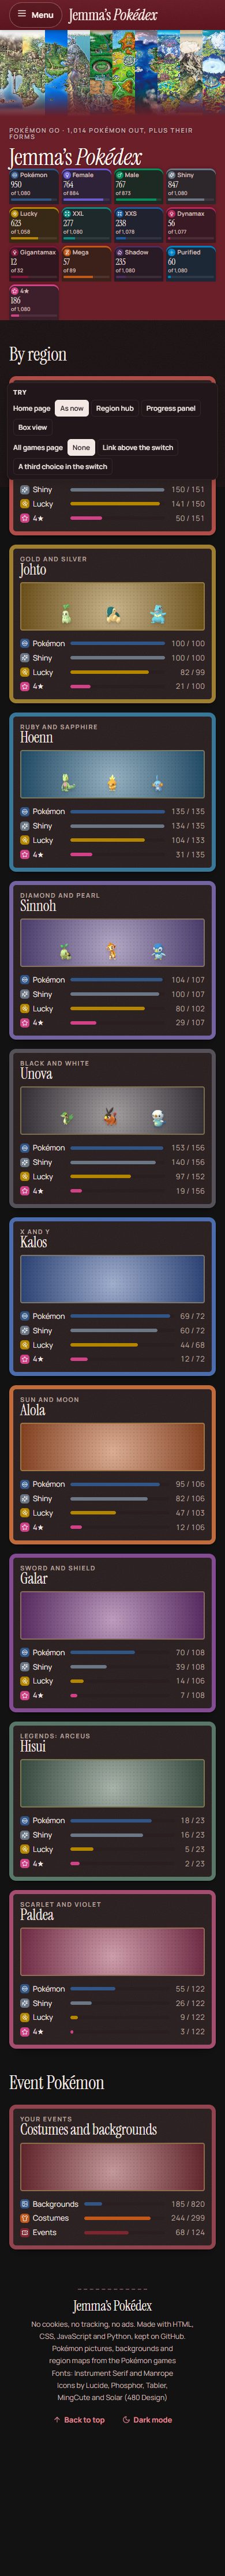 Menu Jemma's Pokédex
POKÉMON GO · 1,014 POKÉMON OUT, PLUS THEIR
FORMS
Jemma's Pokédex
Pokémon
950
of 1,080
Female
764
of 884
Male
767
of 873
Shiny
847
of 1,080
Lucky
623
of 1,058
XXL
277
of 1,080
XXS
238
of 1,078
Dynamax
56
of 1,077
Gigantamax
12
of 32
Mega
57
of 89
Shadow
235
of 1,080
Purified
60
of 1,080
4★
186
of 1,080
By region
TRY
Home page As now Region hub Progress panel
Box view
All games page None Link above the switch
A third choice in the switch
Shiny 150 / 151
Lucky 141 / 150
4★ 50 / 151
GOLD AND SILVER
Johto
Pokémon 100 / 100
Shiny 100 / 100
Lucky 82 / 99
4★ 21 / 100
RUBY AND SAPPHIRE
Hoenn
Pokémon 135 / 135
Shiny 134 / 135
Lucky 104 / 133
4★ 31 / 135
DIAMOND AND PEARL
Sinnoh
Pokémon 104 / 107
Shiny 100 / 107
Lucky 80 / 102
4★ 29 / 107
BLACK AND WHITE
Unova
Pokémon 153 / 156
Shiny 140 / 156
Lucky 97 / 152
4★ 19 / 156
X AND Y
Kalos
Pokémon 69 / 72
Shiny 60 / 72
Lucky 44 / 68
4★ 12 / 72
SUN AND MOON
Alola
Pokémon 95 / 106
Shiny 82 / 106
Lucky 47 / 103
4★ 12 / 106
SWORD AND SHIELD
Galar
Pokémon 70 / 108
Shiny 39 / 108
Lucky 14 / 106
4★ 7 / 108
LEGENDS: ARCEUS
Hisui
Pokémon 18 / 23
Shiny 16 / 23
Lucky 5 / 23
4★ 2 / 23
SCARLET AND VIOLET
Paldea
Pokémon 55 / 122
Shiny 26 / 122
Lucky 9 / 122
4★ 3 / 122
Event Pokémon
YOUR EVENTS
Costumes and backgrounds
Backgrounds 185 / 820
Costumes 244 / 299
Events 68 / 124
Jemma's Pokédex
No cookies, no tracking, no ads. Made with HTML,
CSS, JavaScript and Python, kept on GitHub.
Pokémon pictures, backgrounds and
region maps from the Pokémon games
Fonts: Instrument Serif and Manrope
Icons by Lucide, Phosphor, Tabler,
MingCute and Solar (480 Design)
Back to top Dark mode